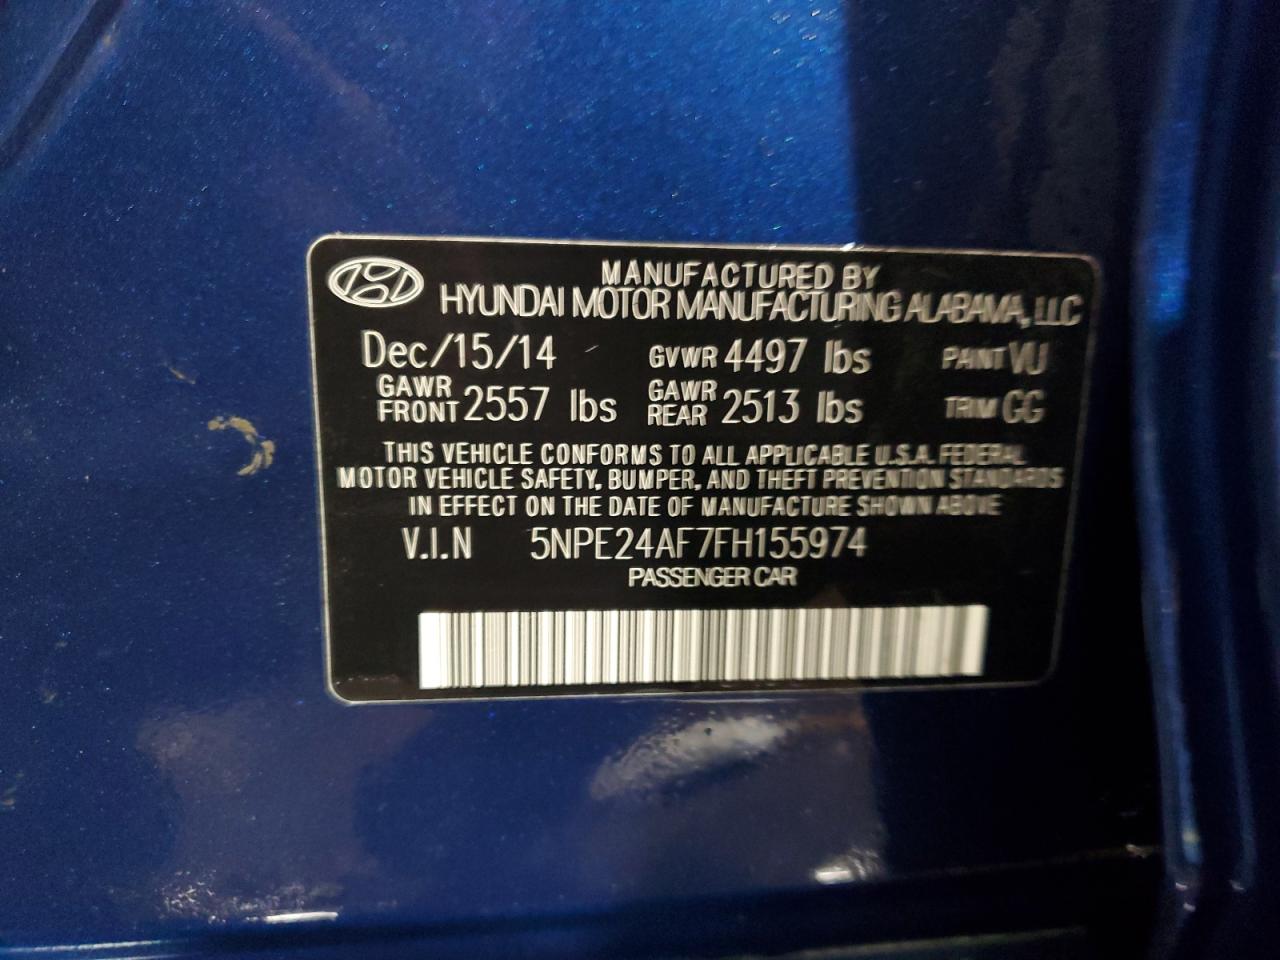 MANUFACTURED BY
HYUNDAI MOTOR MANUFACTURING ALABAMA, LLC
Dec/15/14 GVWR 4497 lbs PAINT VU
GAWR FRONT 2557 lbs GAWR REAR 2513 lbs TRIM GG
THIS VEHICLE CONFORMS TO ALL APPLICABLE U.S.A. FEDERAL
MOTOR VEHICLE SAFETY, BUMPER, AND THEFT PREVENTION STANDARDS
IN EFFECT ON THE DATE OF MANUFACTURE SHOWN ABOVE
V.I.N 5NPE24AF7FH155974
PASSENGER CAR